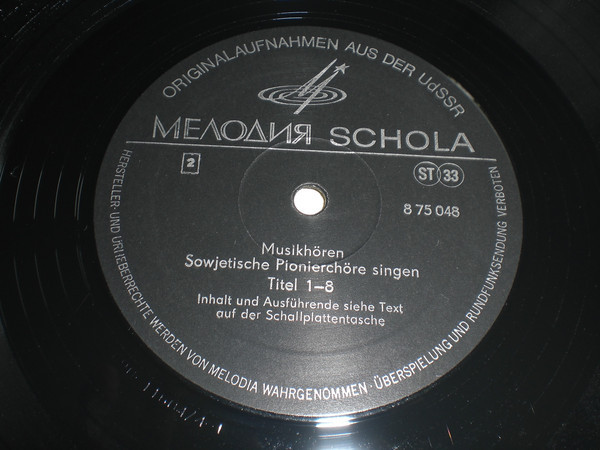 ORIGINALAUFNAHMEN AUS DER UdSSR
МЕЛОДИЯ SCHOLA
2
ST 33
8 75 048
Musikhören
Sowjetische Pionierchöre singen
Titel 1–8
Inhalt und Ausführende siehe Text
auf der Schallplattentasche
HERSTELLER- UND URHEBERRECHTE WERDEN VON MELODIA WAHRGENOMMEN · ÜBERSPIELUNG UND RUNDFUNKSENDUNG VERBOTEN